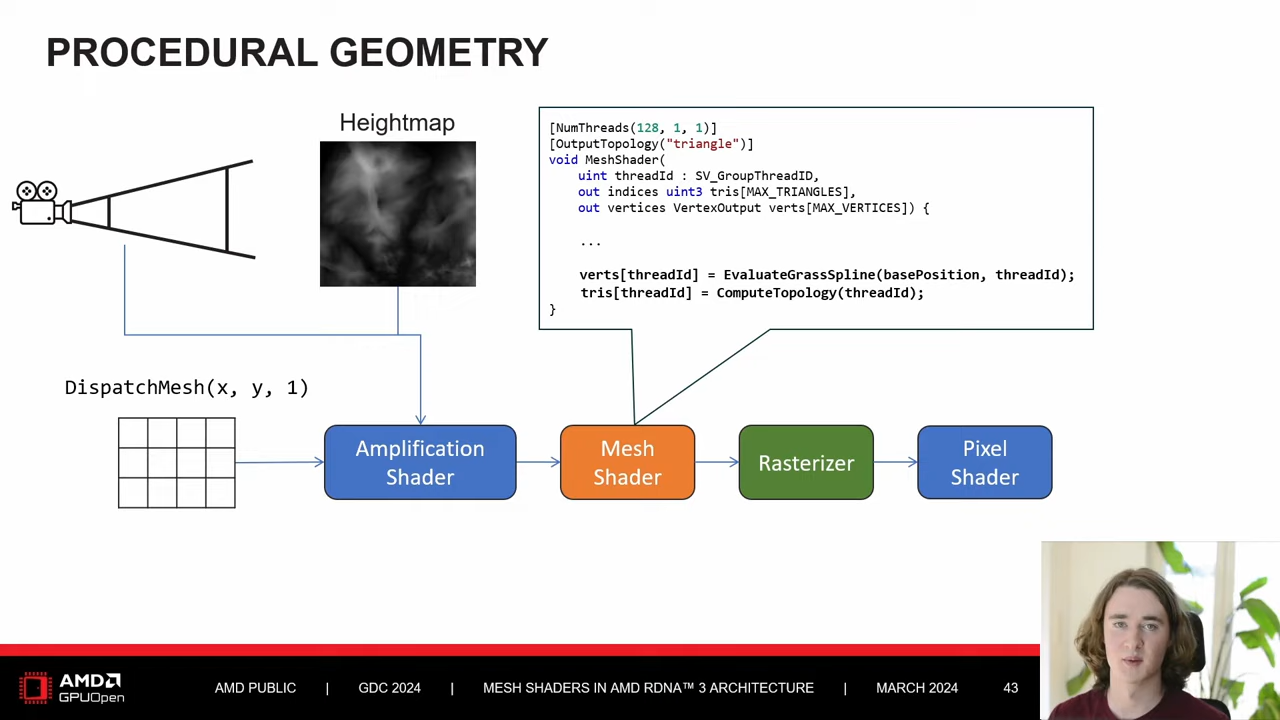 PROCEDURAL GEOMETRY
Heightmap
[NumThreads(128, 1, 1)]
[OutputTopology("triangle")]
void MeshShader(
uint threadId : SV_GroupThreadID,
out indices uint3 tris[MAX_TRIANGLES],
out vertices VertexOutput verts[MAX_VERTICES]) {
...
verts[threadId] = EvaluateGrassSpline(basePosition, threadId);
tris[threadId] = ComputeTopology(threadId);
}
DispatchMesh(x, y, 1)
Amplification
Shader
Mesh
Shader
Rasterizer
Pixel
Shader
AMD
GPUOpen
AMD PUBLIC | GDC 2024 | MESH SHADERS IN AMD RDNA™ 3 ARCHITECTURE | MARCH 2024 43